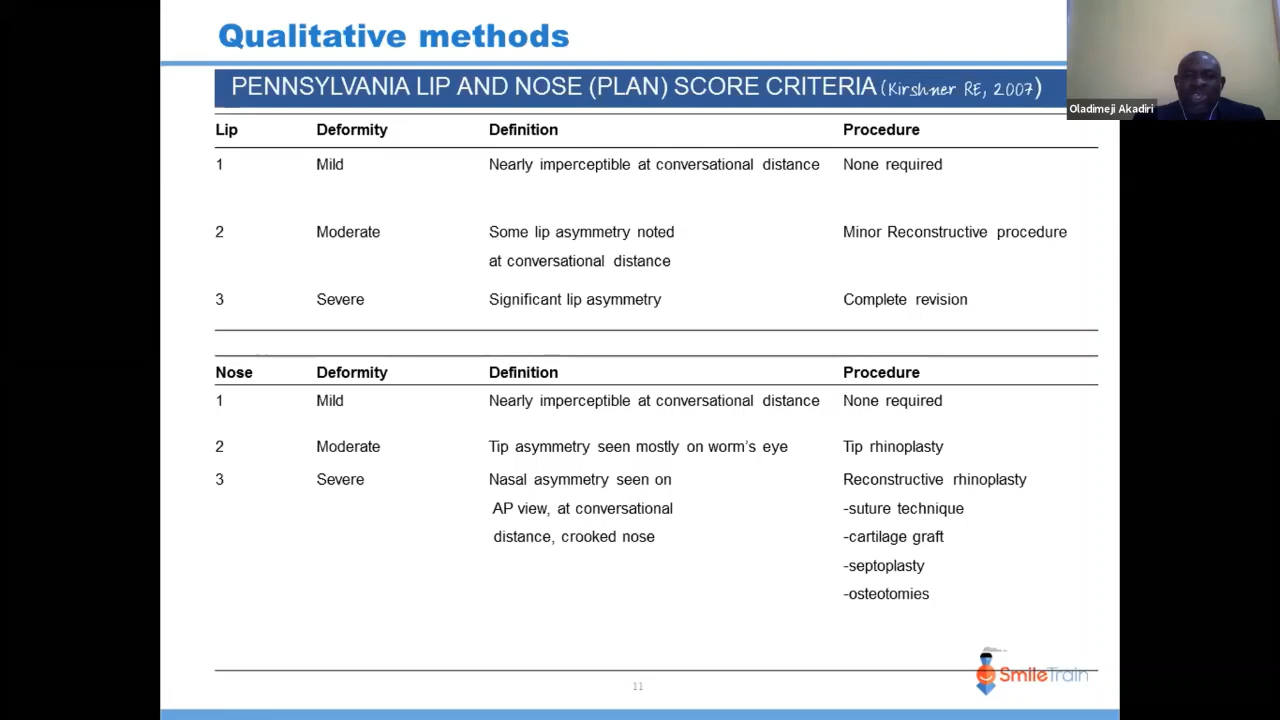 Qualitative methods
PENNSYLVANIA LIP AND NOSE (PLAN) SCORE CRITERIA (Kirshner RE, 2007)
Oladimeji Akadiri
Lip Deformity Definition Procedure
1 Mild Nearly imperceptible at conversational distance None required
2 Moderate Some lip asymmetry noted Minor Reconstructive procedure
at conversational distance
3 Severe Significant lip asymmetry Complete revision
Nose Deformity Definition Procedure
1 Mild Nearly imperceptible at conversational distance None required
2 Moderate Tip asymmetry seen mostly on worm's eye Tip rhinoplasty
3 Severe Nasal asymmetry seen on Reconstructive rhinoplasty
AP view, at conversational -suture technique
distance, crooked nose -cartilage graft
-septoplasty
-osteotomies
SmileTrain
11